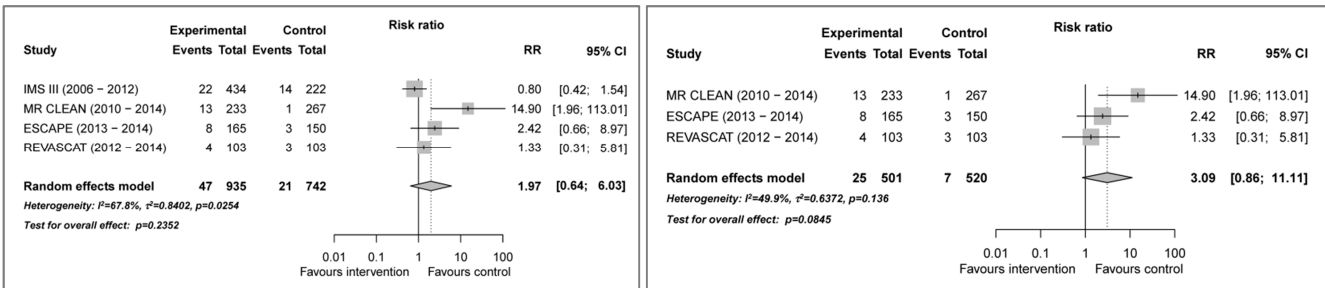 Risk ratio
Experimental Control
Study Events Total Events Total RR 95% CI
IMS III (2006 − 2012) 22 434 14 222 0.80 [0.42; 1.54]
MR CLEAN (2010 − 2014) 13 233 1 267 14.90 [1.96; 113.01]
ESCAPE (2013 − 2014) 8 165 3 150 2.42 [0.66; 8.97]
REVASCAT (2012 − 2014) 4 103 3 103 1.33 [0.31; 5.81]
Random effects model 47 935 21 742 1.97 [0.64; 6.03]
Heterogeneity: I²=67.8%, τ²=0.8402, p=0.0254
Test for overall effect: p=0.2352
0.01 0.1 1 10 100
Favours intervention Favours control
Risk ratio
Experimental Control
Study Events Total Events Total RR 95% CI
MR CLEAN (2010 − 2014) 13 233 1 267 14.90 [1.96; 113.01]
ESCAPE (2013 − 2014) 8 165 3 150 2.42 [0.66; 8.97]
REVASCAT (2012 − 2014) 4 103 3 103 1.33 [0.31; 5.81]
Random effects model 25 501 7 520 3.09 [0.86; 11.11]
Heterogeneity: I²=49.9%, τ²=0.6372, p=0.136
Test for overall effect: p=0.0845
0.01 0.1 1 10 100
Favours intervention Favours control